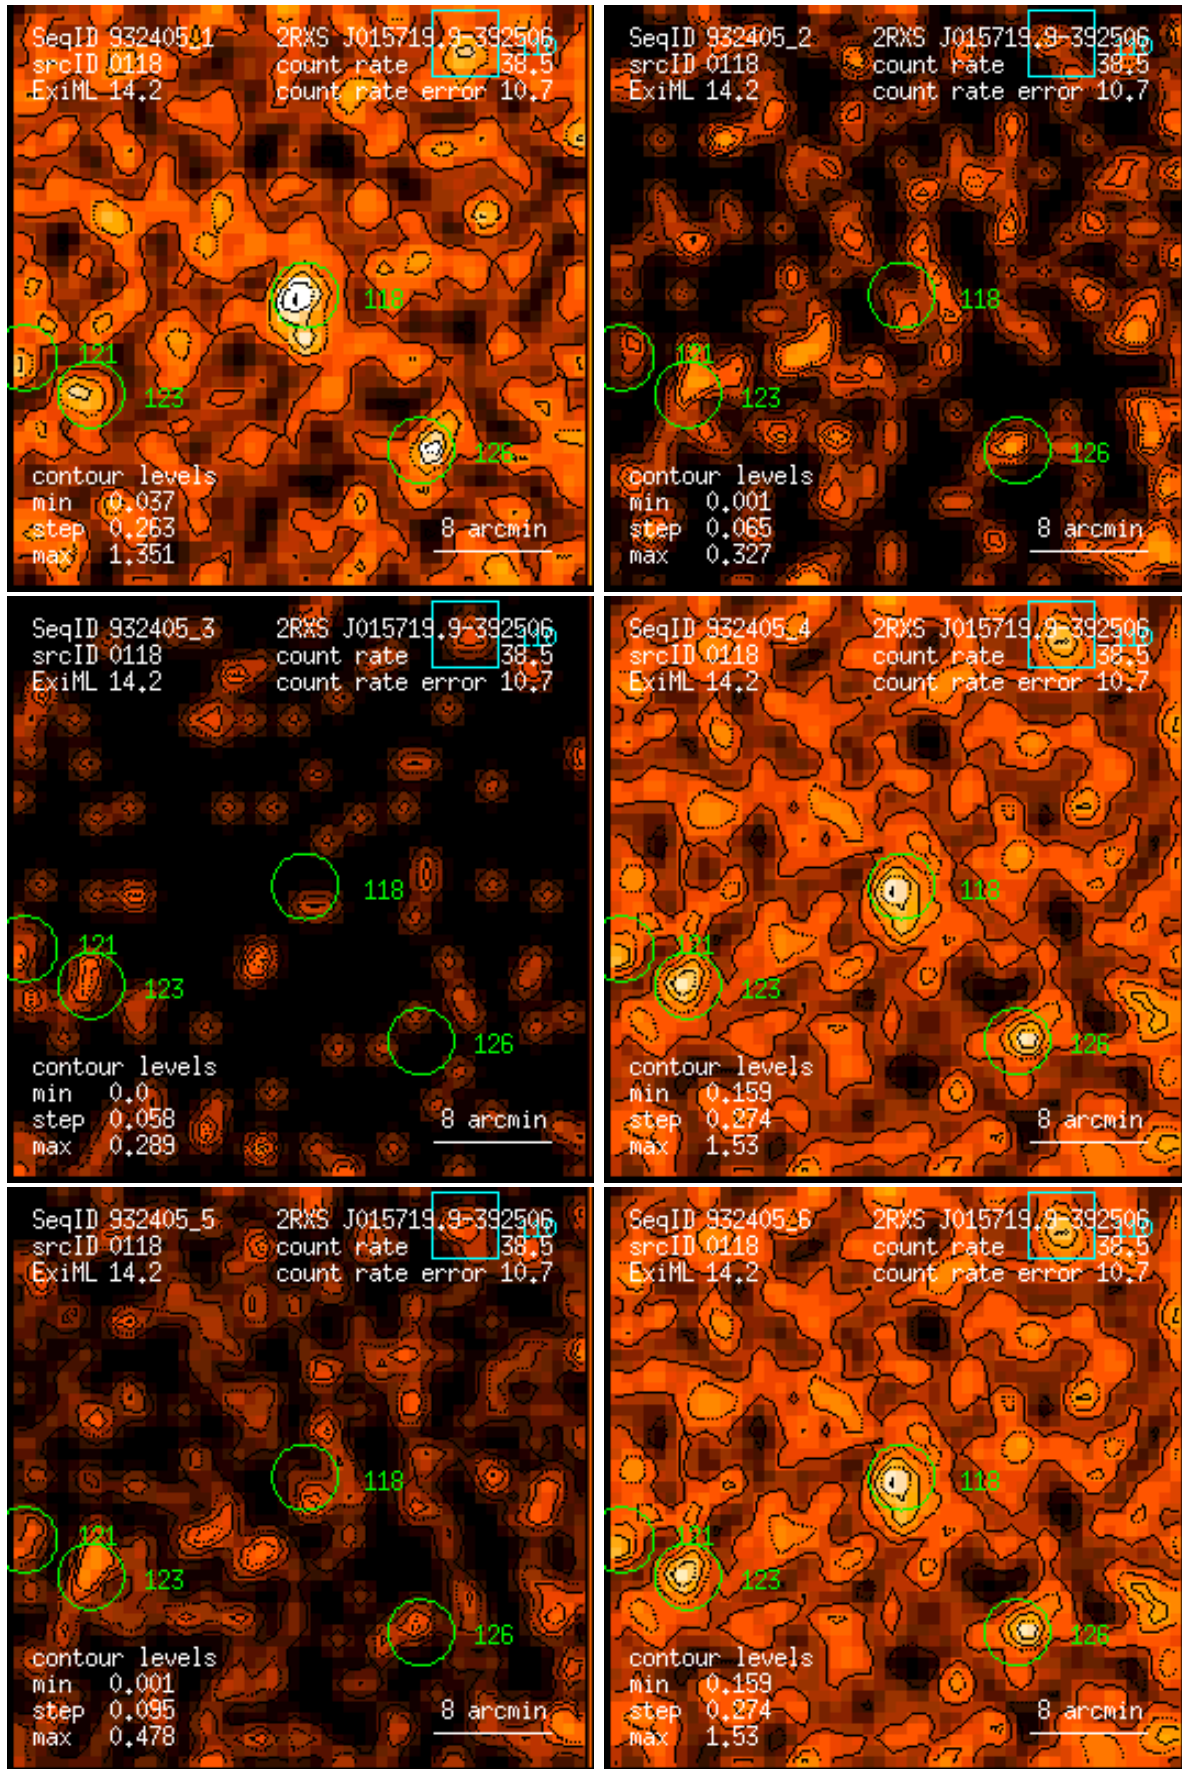 SeqID 932405_1 2RXS J015719.9-392506
srcID 0118 count rate 38.5
ExiML 14.2 count rate error 10.7
118
121
123
126
contour levels
min 0.037
step 0.263
max 1.351
8 arcmin
SeqID 932405_2 2RXS J015719.9-392506
srcID 0118 count rate 38.5
ExiML 14.2 count rate error 10.7
118
121
123
126
contour levels
min 0.001
step 0.065
max 0.327
8 arcmin
SeqID 932405_3 2RXS J015719.9-392506
srcID 0118 count rate 38.5
ExiML 14.2 count rate error 10.7
118
121
123
126
contour levels
min 0.0
step 0.058
max 0.289
8 arcmin
SeqID 932405_4 2RXS J015719.9-392506
srcID 0118 count rate 38.5
ExiML 14.2 count rate error 10.7
118
121
123
126
contour levels
min 0.159
step 0.274
max 1.53
8 arcmin
SeqID 932405_5 2RXS J015719.9-392506
srcID 0118 count rate 38.5
ExiML 14.2 count rate error 10.7
118
121
123
126
contour levels
min 0.001
step 0.095
max 0.478
8 arcmin
SeqID 932405_6 2RXS J015719.9-392506
srcID 0118 count rate 38.5
ExiML 14.2 count rate error 10.7
118
121
123
126
contour levels
min 0.159
step 0.274
max 1.53
8 arcmin